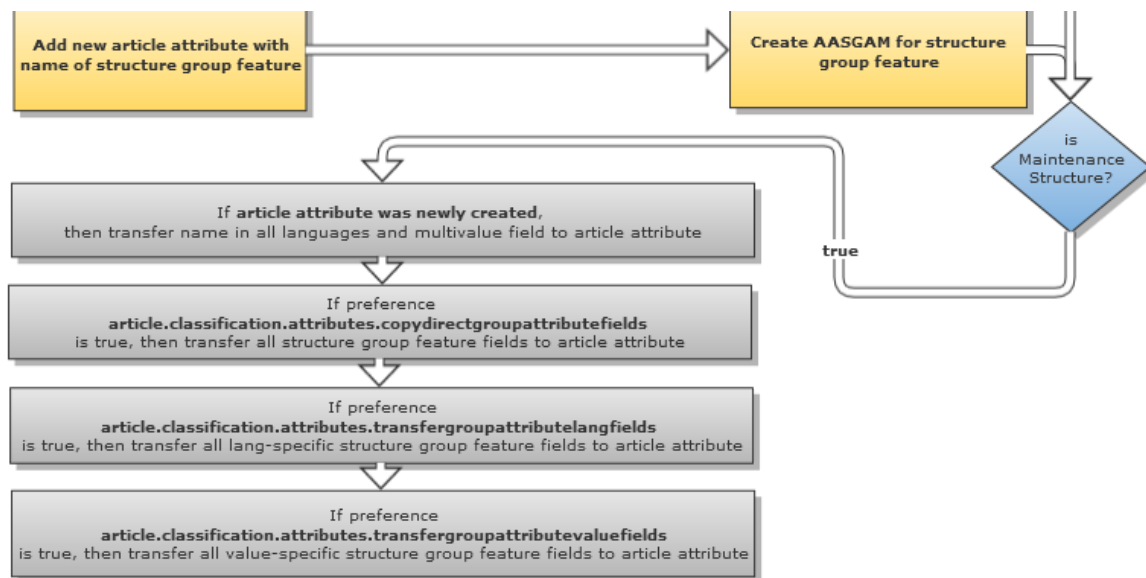 Add new article attribute with
name of structure group feature
Create AASGAM for structure
group feature
is
Maintenance
Structure?
true
If article attribute was newly created,
then transfer name in all languages and multivalue field to article attribute
If preference
article.classification.attributes.copydirectgroupattributefields
is true, then transfer all structure group feature fields to article attribute
If preference
article.classification.attributes.transfergroupattributelangfields
is true, then transfer all lang-specific structure group feature fields to article attribute
If preference
article.classification.attributes.transfergroupattributevaluefields
is true, then transfer all value-specific structure group feature fields to article attribute